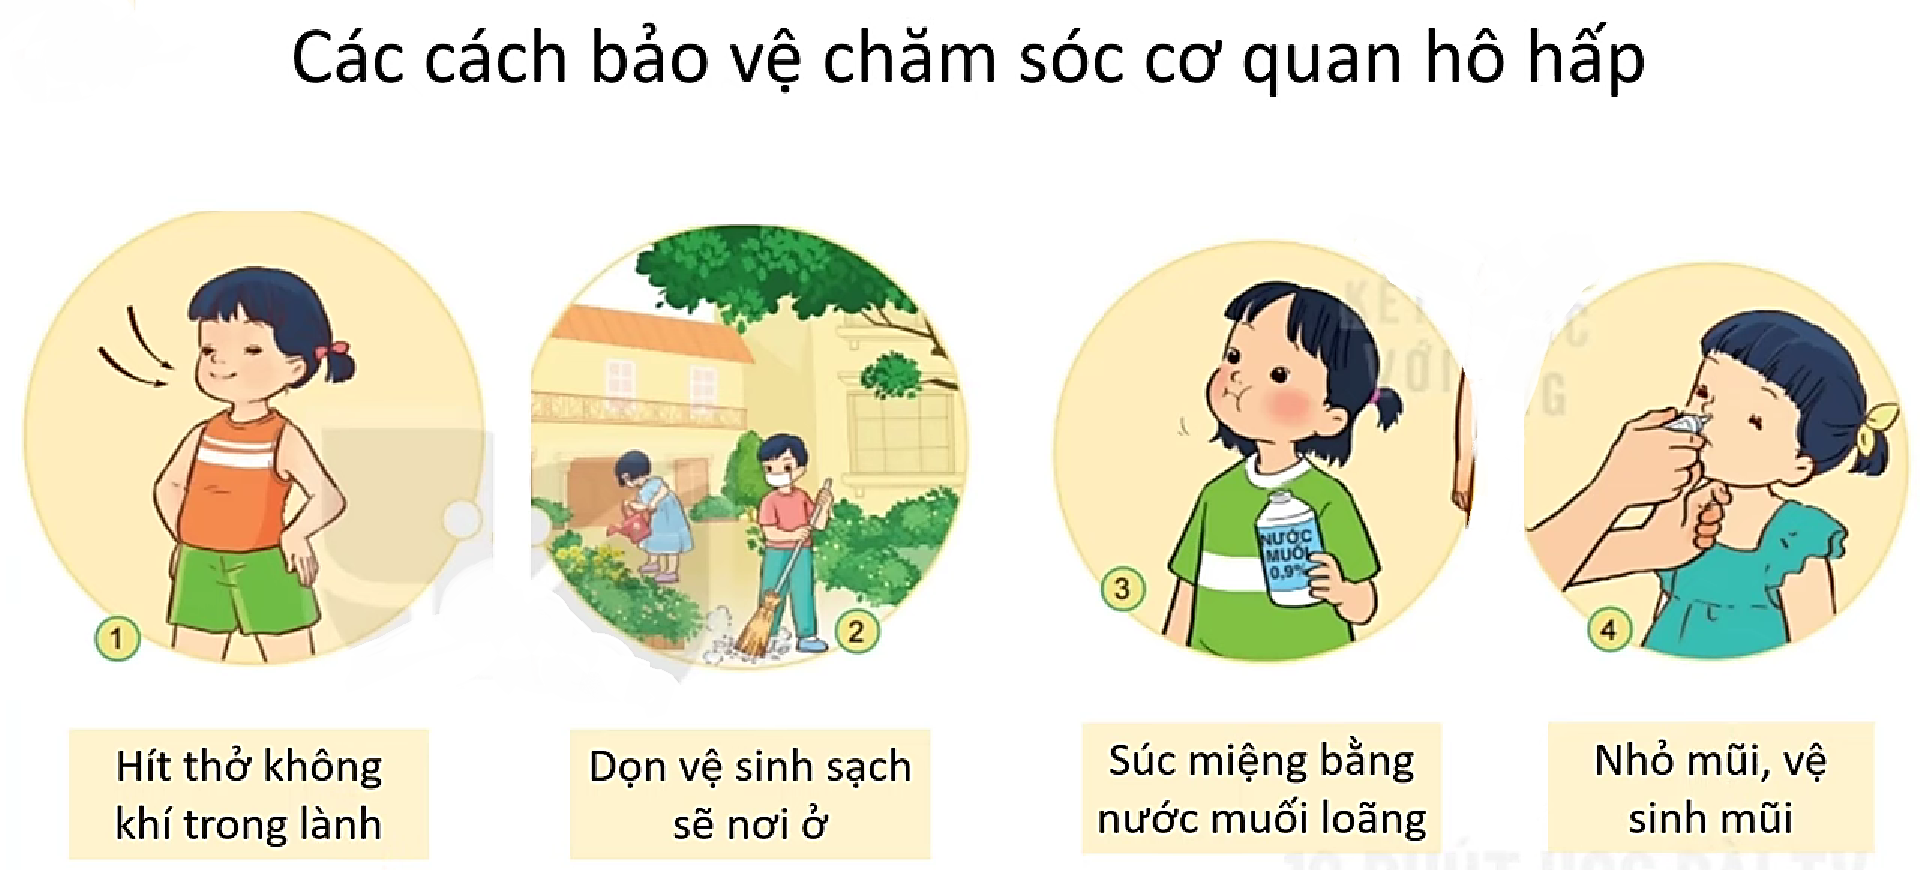 Các cách bảo vệ chăm sóc cơ quan hô hấp
NƯỚC
MUỐI
0,9%
1
2
3
4
Hít thở không
khí trong lành
Dọn vệ sinh sạch
sẽ nơi ở
Súc miệng bằng
nước muối loãng
Nhỏ mũi, vệ
sinh mũi